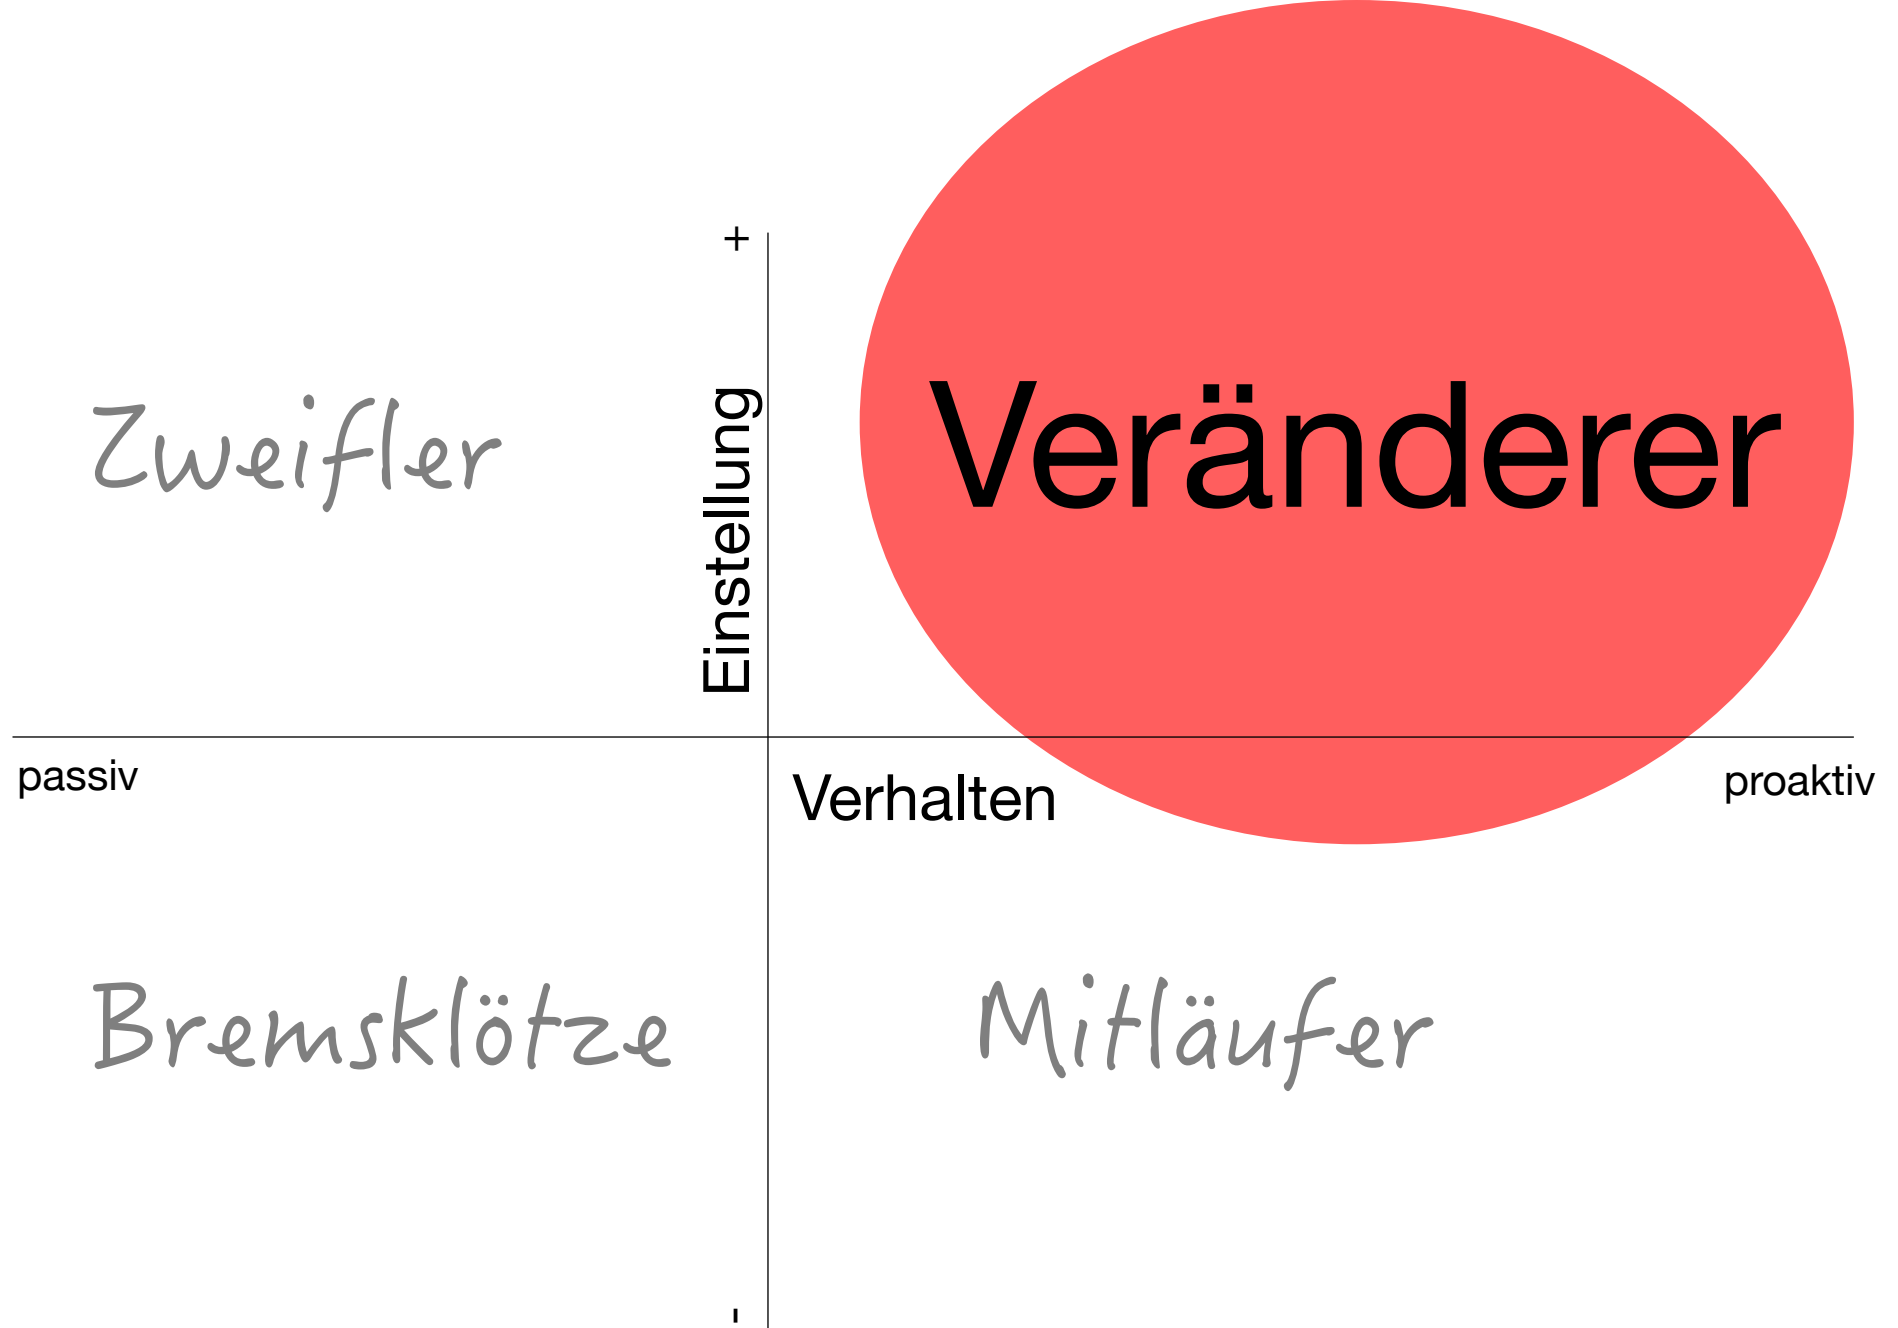 +
Einstellung
Zweifler
Veränderer
passiv
Verhalten
proaktiv
Bremsklötze
Mitläufer
-